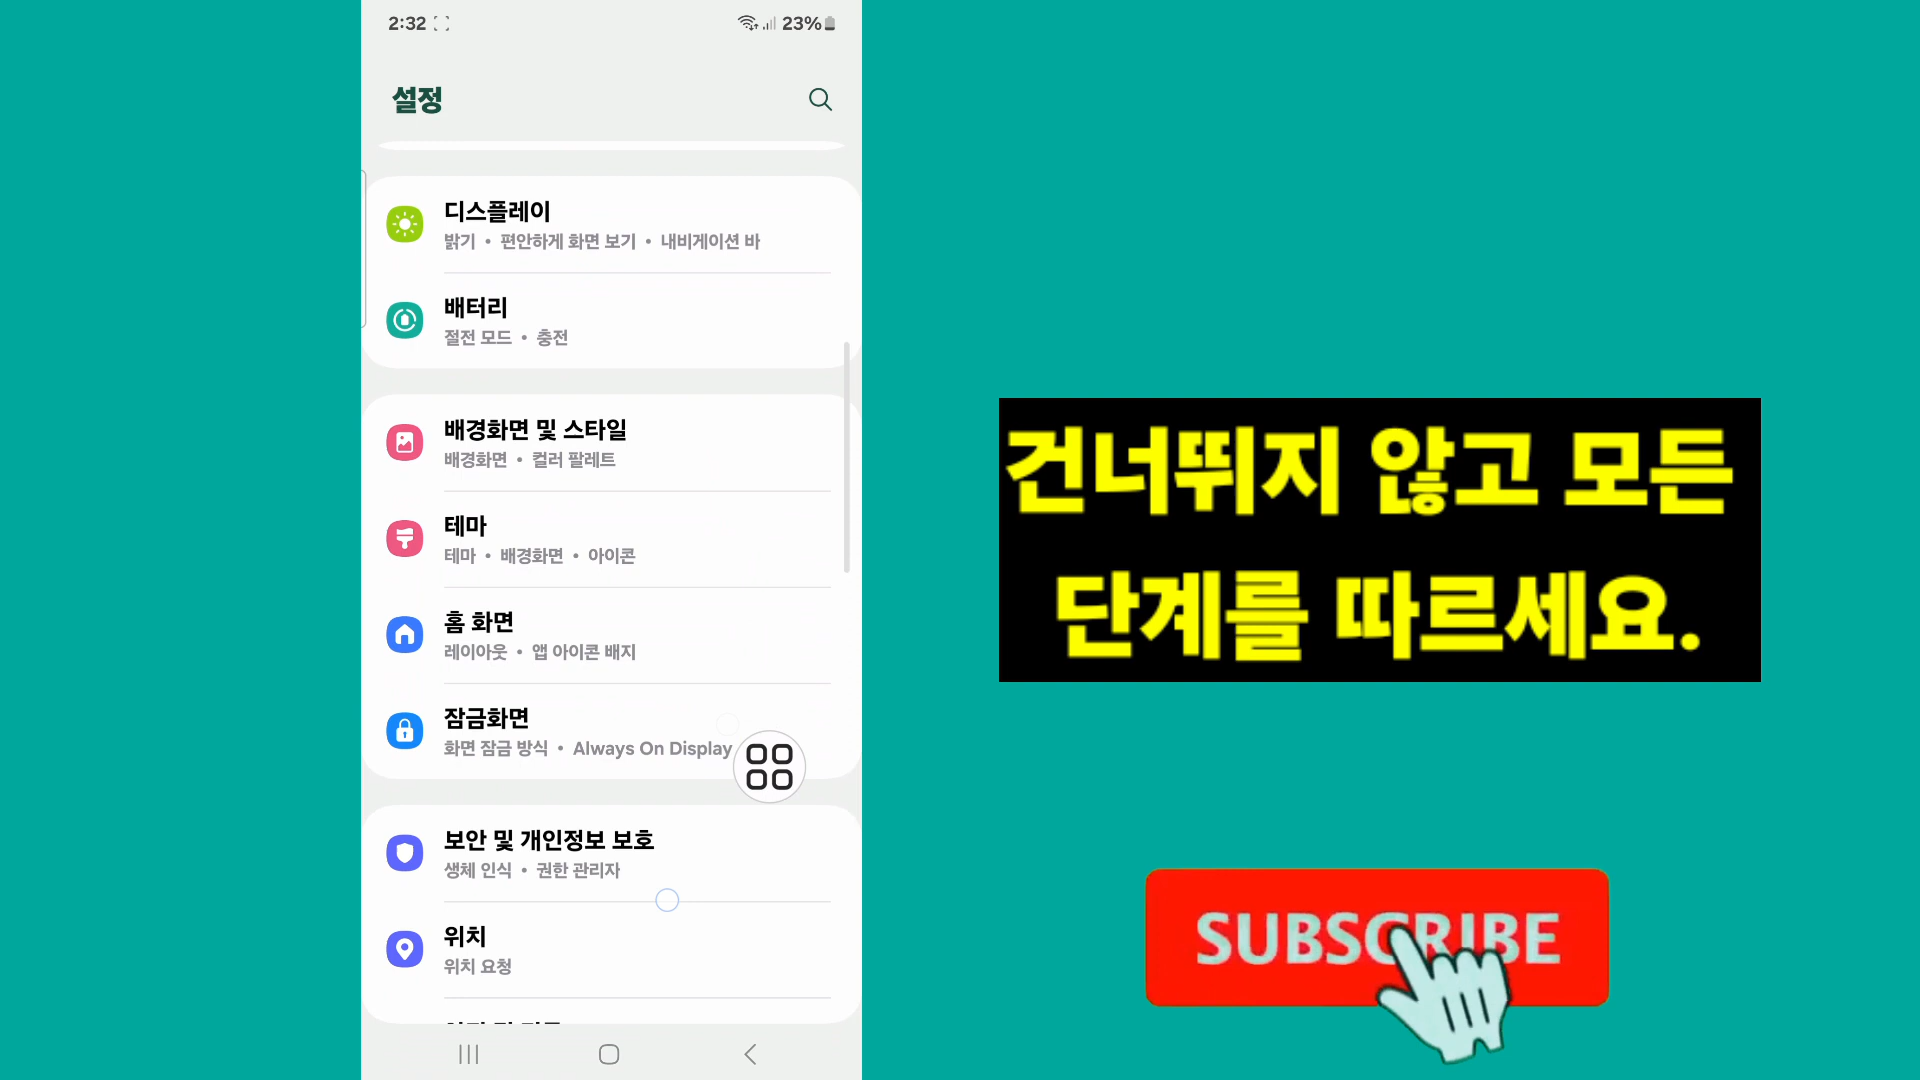 2:32
23%
설정
디스플레이
밝기 • 편안하게 화면 보기 • 내비게이션 바
배터리
절전 모드 • 충전
배경화면 및 스타일
배경화면 • 컬러 팔레트
테마
테마 • 배경화면 • 아이콘
홈 화면
레이아웃 • 앱 아이콘 배지
잠금화면
화면 잠금 방식 • Always On Display
보안 및 개인정보 보호
생체 인식 • 권한 관리자
위치
위치 요청
건너뛰지 않고 모든
단계를 따르세요.
SUBSCRIBE